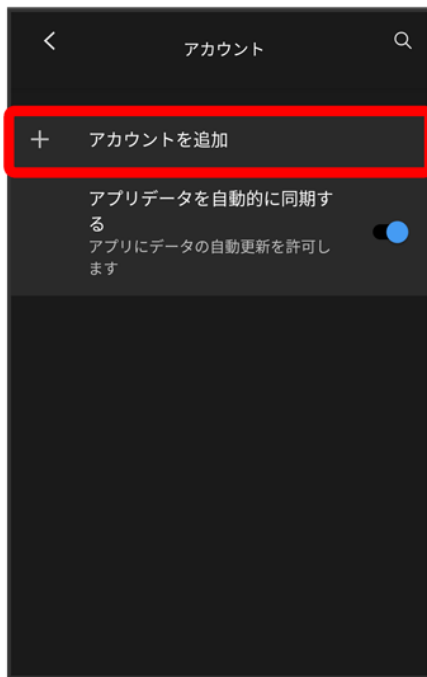 アカウント
アカウントを追加
アプリデータを自動的に同期す
る
アプリにデータの自動更新を許可し
ます